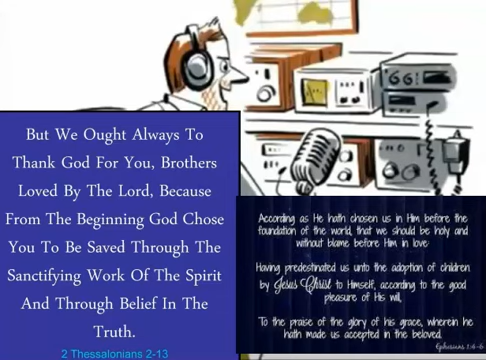 But We Ought Always To
Thank God For You, Brothers
Loved By The Lord, Because
From The Beginning God Chose
You To Be Saved Through The
Sanctifying Work Of The Spirit
And Through Belief In The
Truth.
2 Thessalonians 2-13
According as He hath chosen us in Him before the
foundation of the world, that we should be holy and
without blame before Him in love:
Having predestinated us unto the adoption of children
by Jesus Christ to Himself, according to the good
pleasure of His will,
To the praise of the glory of his grace, wherein he
hath made us accepted in the beloved.
Ephesians 1:4-6